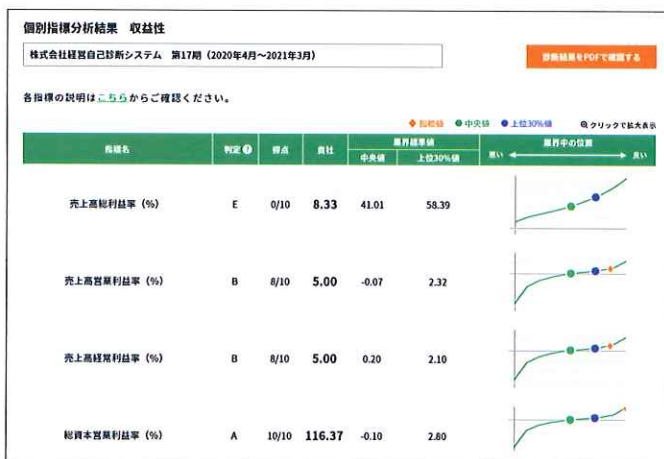 個別指標分析結果　収益性
株式会社経営自己診断システム　第17期（2020年4月～2021年3月）
診断結果をPDFで確認する
各指標の説明はこちらからご確認ください。
指標値 中央値 上位30%値 クリックで拡大表示
指標名 判定 ? 得点 貴社 業界標準値 業界中の位置
中央値 上位30%値 悪い 良い
売上高総利益率（%） E 0/10 8.33 41.01 58.39
売上高営業利益率（%） B 8/10 5.00 -0.07 2.32
売上高経常利益率（%） B 8/10 5.00 0.20 2.10
総資本営業利益率（%） A 10/10 116.37 -0.10 2.80